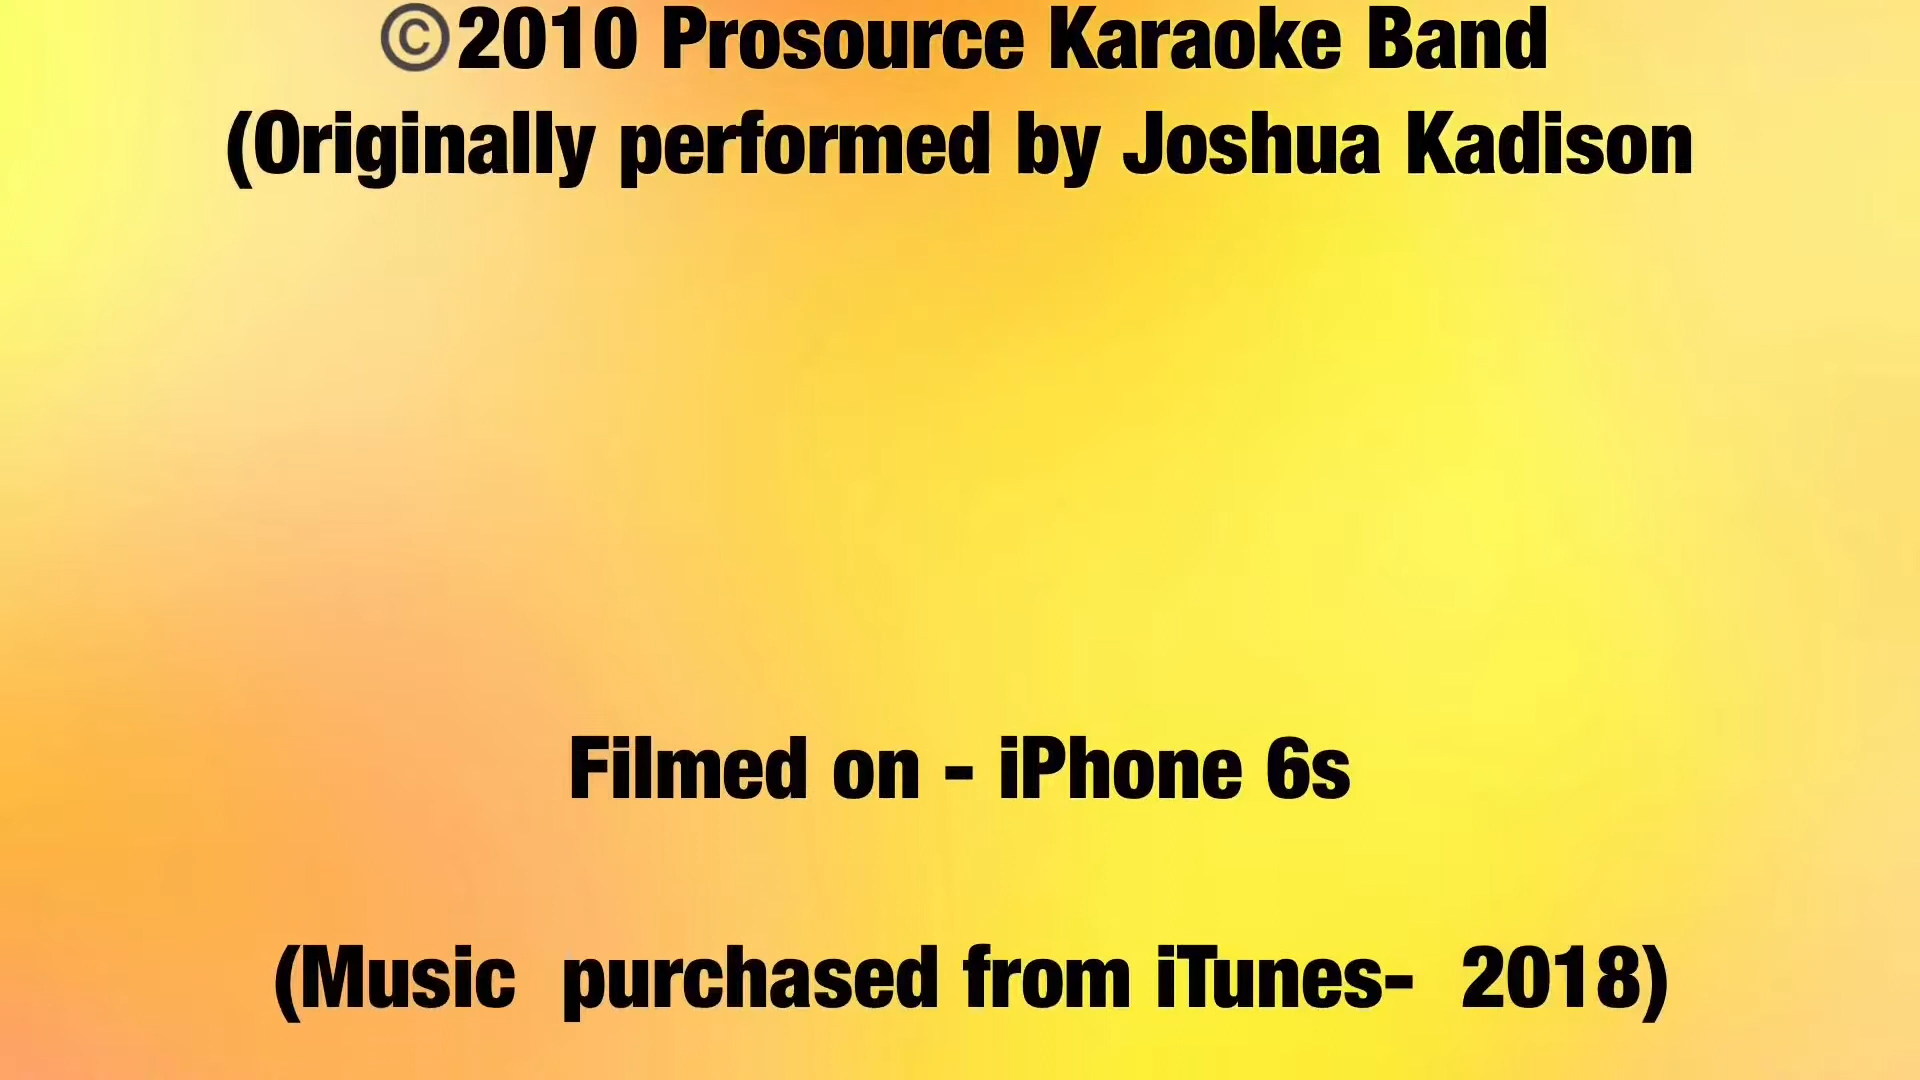 ©2010 Prosource Karaoke Band
(Originally performed by Joshua Kadison
Filmed on - iPhone 6s
(Music  purchased from iTunes-  2018)